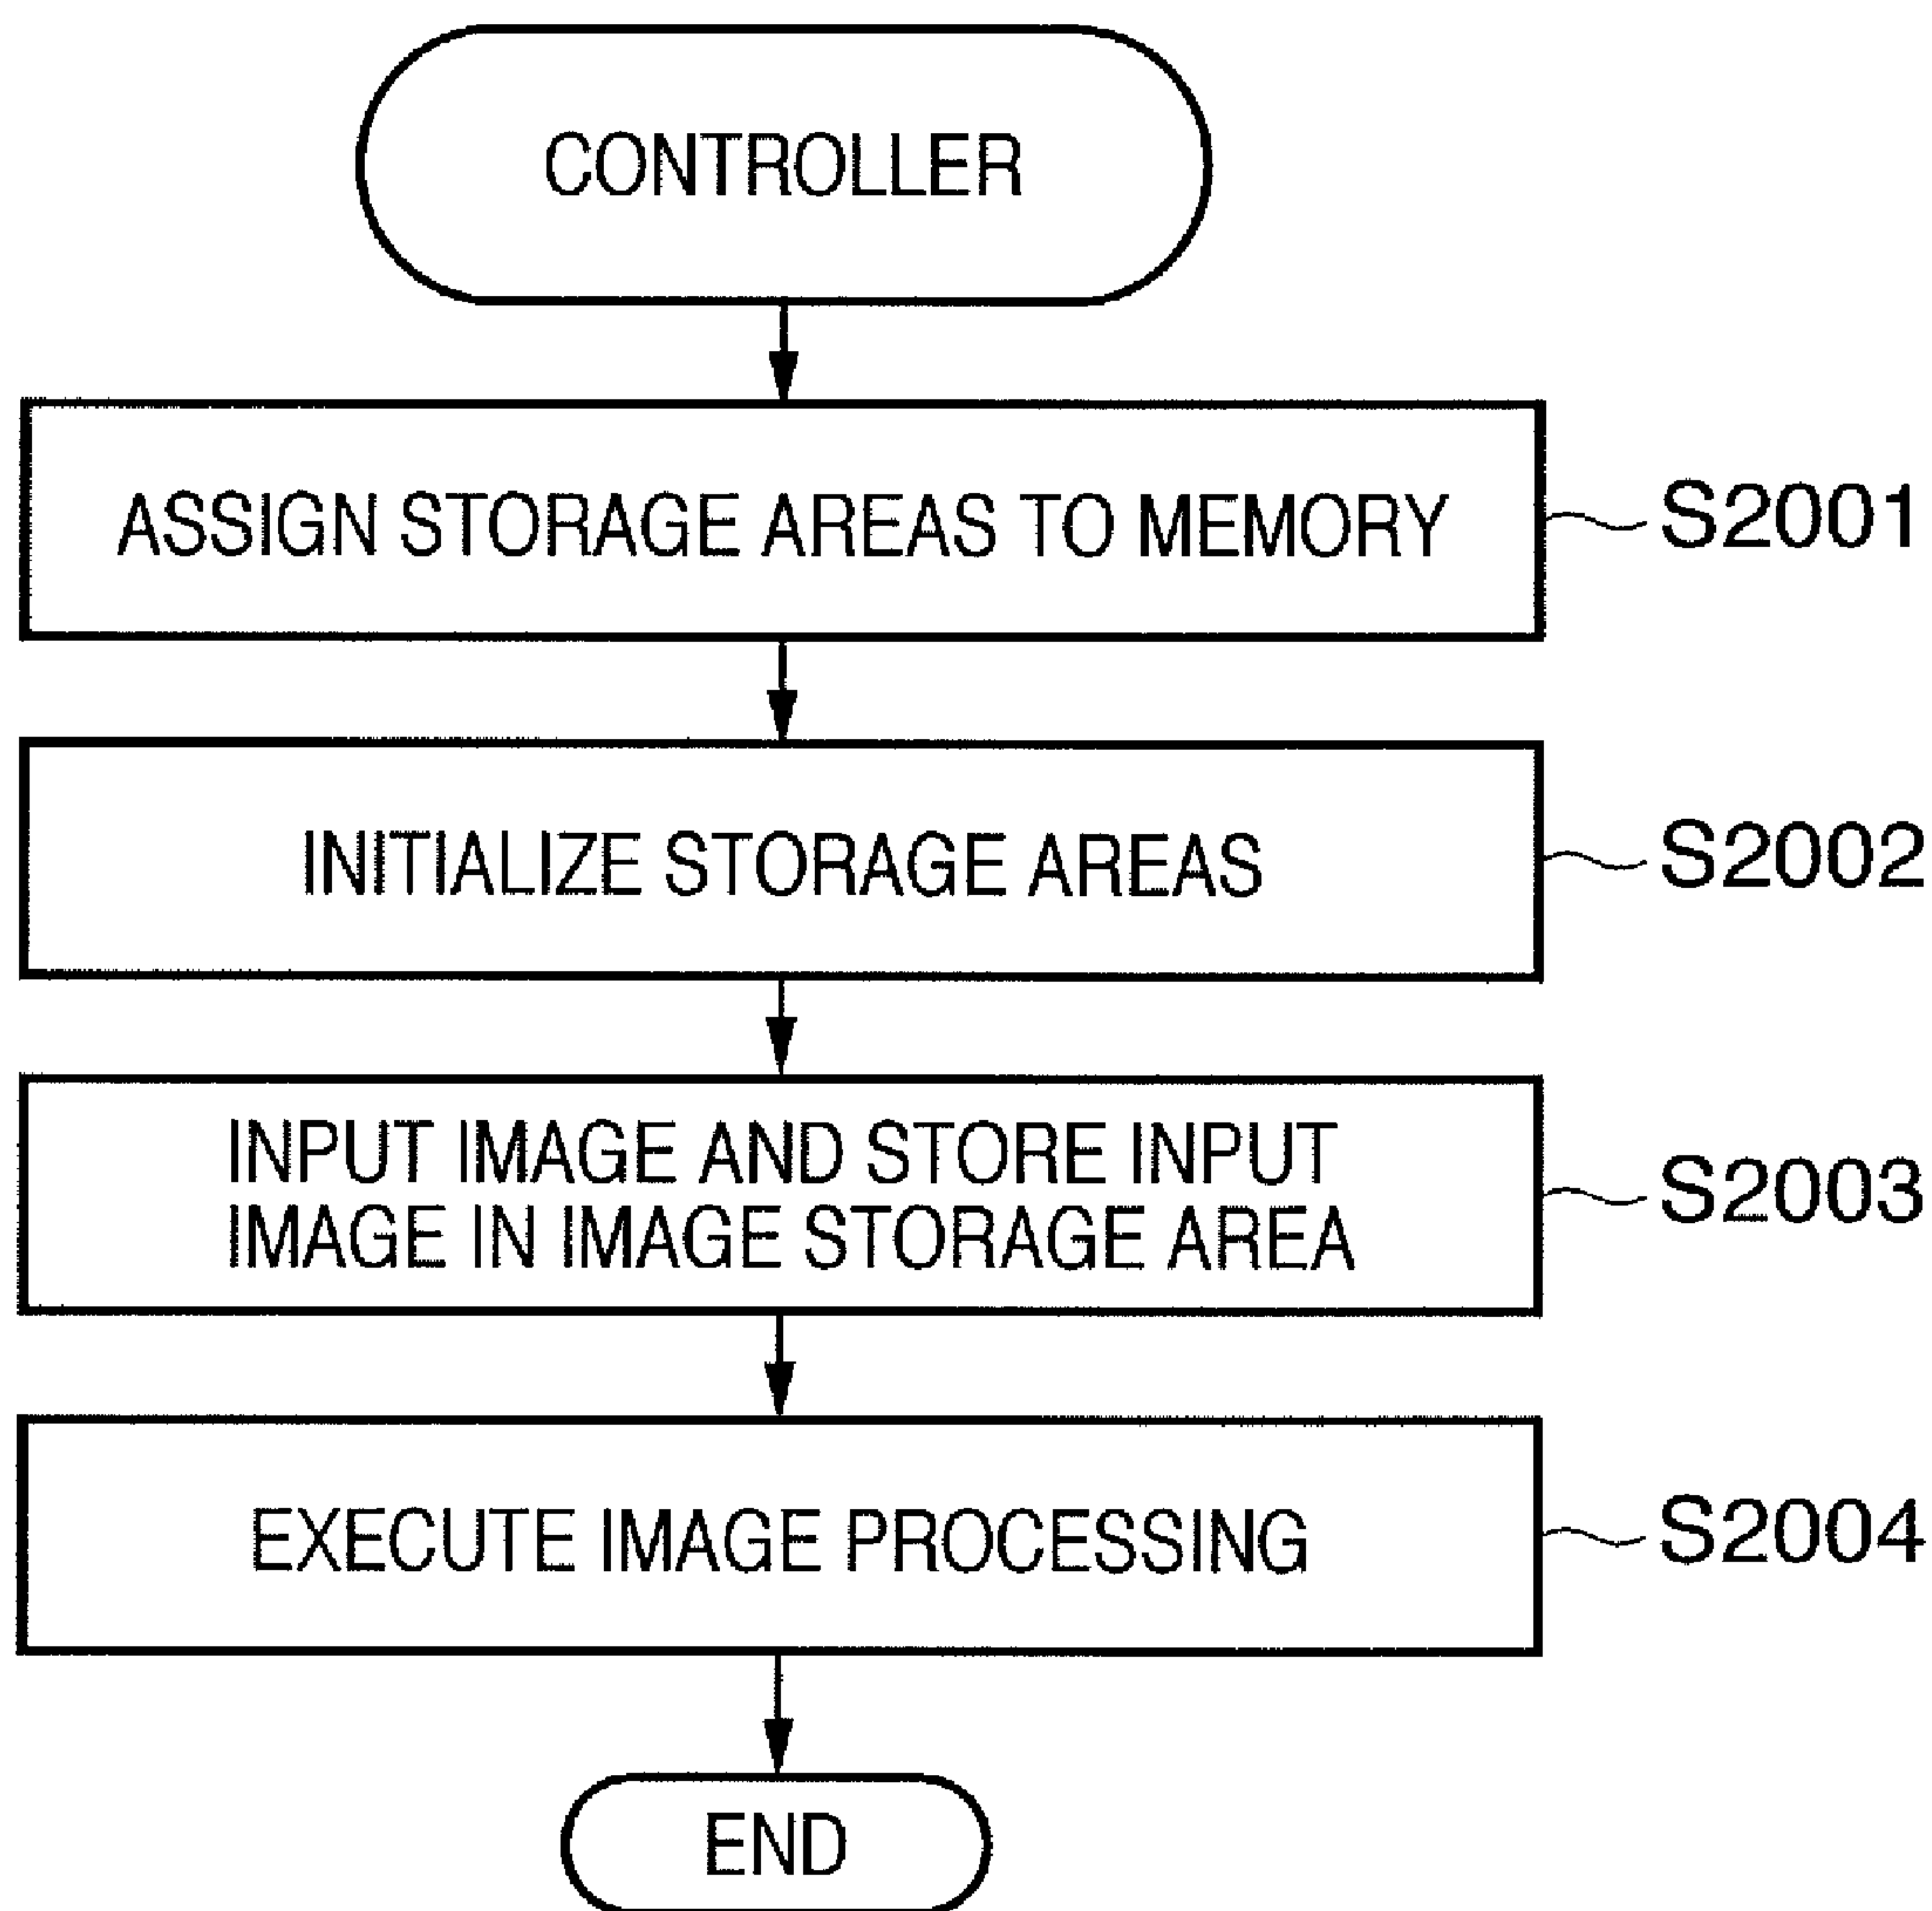 CONTROLLER
ASSIGN STORAGE AREAS TO MEMORY
S2001
INITIALIZE STORAGE AREAS
S2002
INPUT IMAGE AND STORE INPUT
IMAGE IN IMAGE STORAGE AREA
S2003
EXECUTE IMAGE PROCESSING
S2004
END